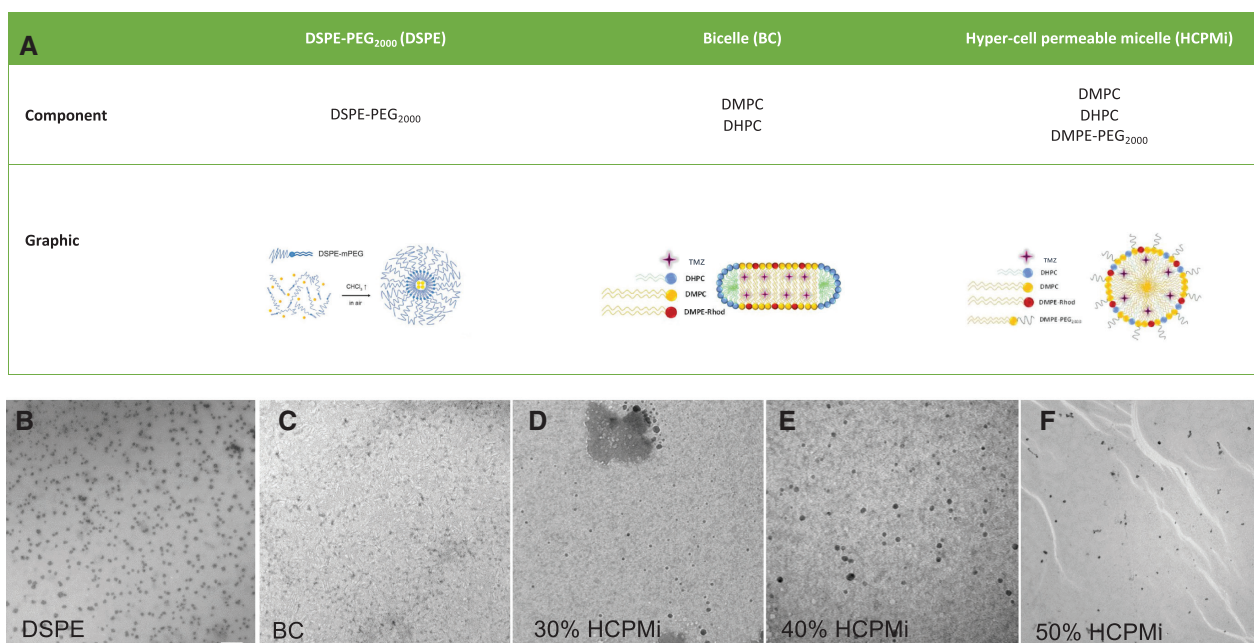 A
DSPE-PEG2000 (DSPE)
Bicelle (BC)
Hyper-cell permeable micelle (HCPMi)
Component
DSPE-PEG2000
DMPC
DHPC
DMPC
DHPC
DMPE-PEG2000
Graphic
DSPE-mPEG
CHCl3 ↑
in air
TMZ
DHPC
DMPC
DMPE-Rhod
TMZ
DHPC
DMPC
DMPE-Rhod
DMPE-PEG2000
B
DSPE
C
BC
D
30% HCPMi
E
40% HCPMi
F
50% HCPMi